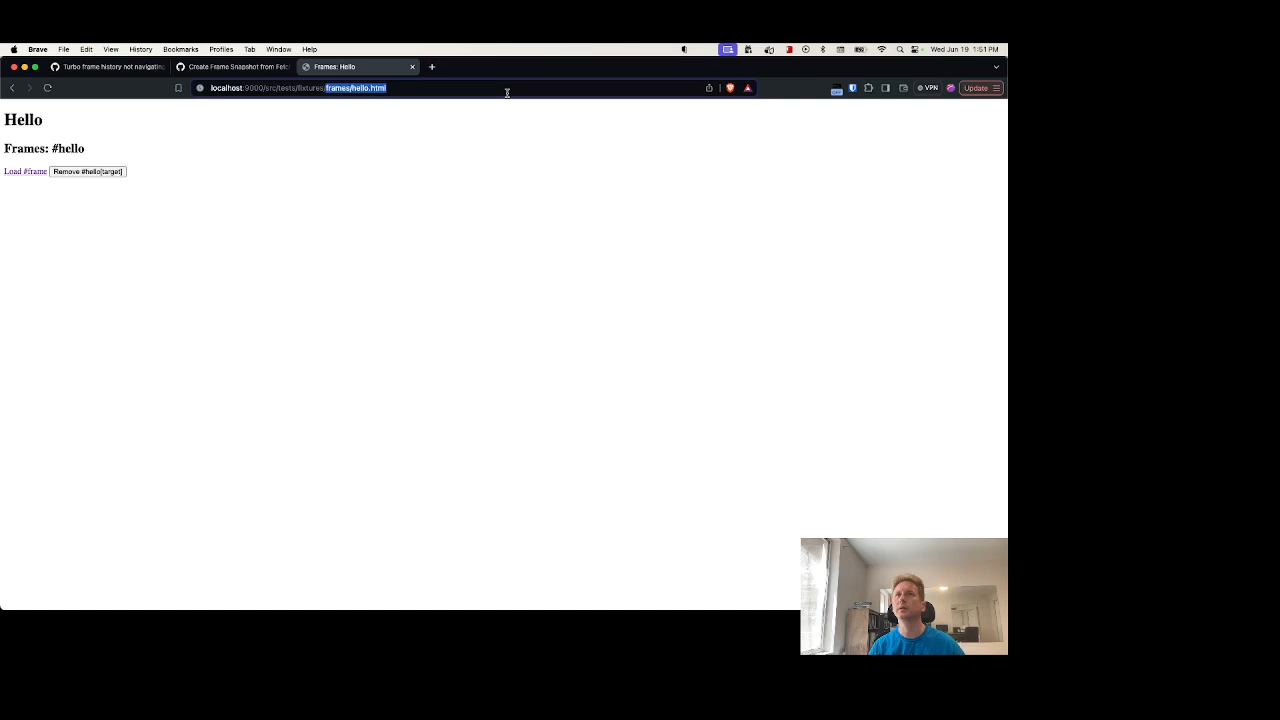 Brave File Edit View History Bookmarks Profiles Tab Window Help Wed Jun 19 1:51 PM
Turbo frame history not navigating Create Frame Snapshot from Fetc Frames: Hello
localhost:9000/src/tests/fixtures/frames/hello.html VPN Update
Hello
Frames: #hello
Load #frame Remove #hello[target]